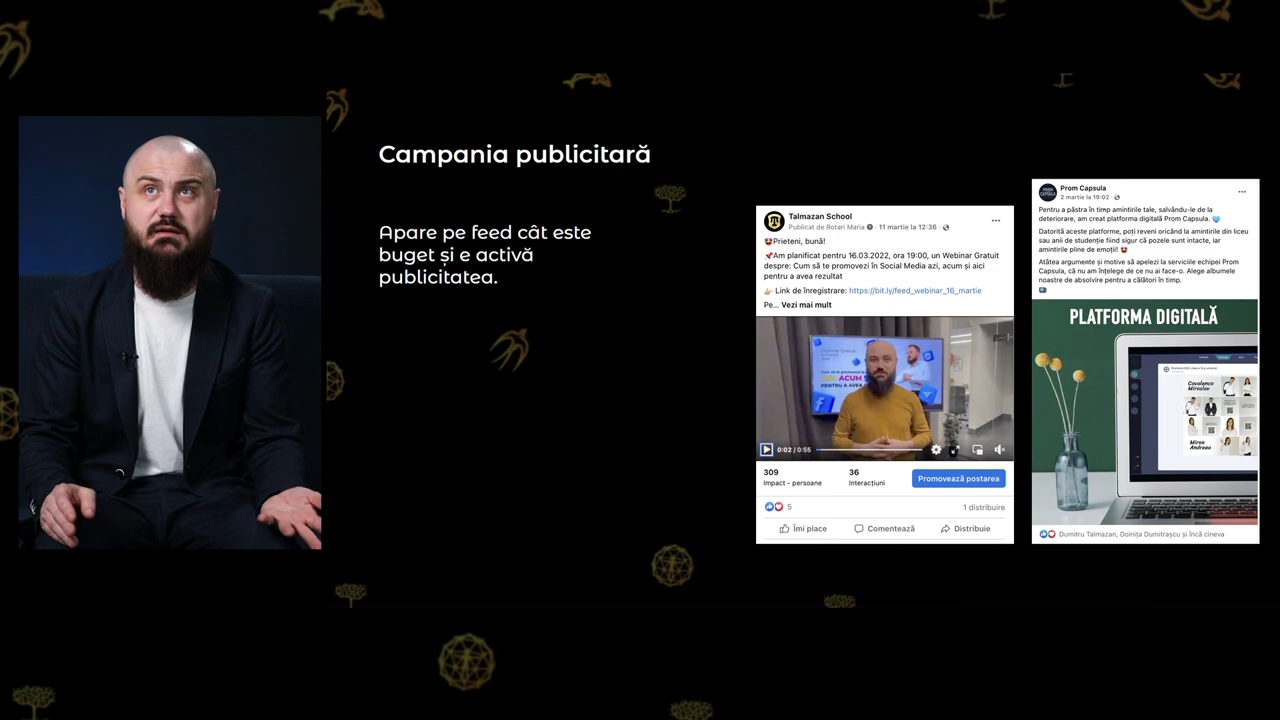 Campania publicitară
Apare pe feed cât este
buget și e activă
publicitatea.
Talmazan School
Publicat de Rotari Maria · 11 martie la 12:36 ·
Prieteni, bună!
Am planificat pentru 16.03.2022, ora 19:00, un Webinar Gratuit
despre: Cum să te promovezi în Social Media azi, acum și aici
pentru a avea rezultat
Link de înregistrare: https://bit.ly/feed_webinar_16_martie
Pe... Vezi mai mult
ACUM
PENTRU A AVEA
0:02 / 0:55
309
Impact - persoane
36
Interacțiuni
Promovează postarea
5
1 distribuire
Îmi place
Comentează
Distribuie
PROM
CAPSULA
Prom Capsula
2 martie la 19:02 ·
Pentru a păstra în timp amintirile tale, salvându-le de la
deteriorare, am creat platforma digitală Prom Capsula.
Datorită aceste platforme, poți reveni oricând la amintirile din liceu
sau anii de studenție fiind sigur că pozele sunt intacte, iar
amintirile pline de emoții!
Atâtea argumente și motive să apelezi la serviciile echipei Prom
Capsula, că nu am înțelege de ce nu ai face-o. Alege albumele
noastre de absolvire pentru a călători în timp.
PLATFORMA DIGITALĂ
Covalenco
Miroslav
Miron
Andreea
Dumitru Talmazan, Doinița Dumitrașcu și încă cineva